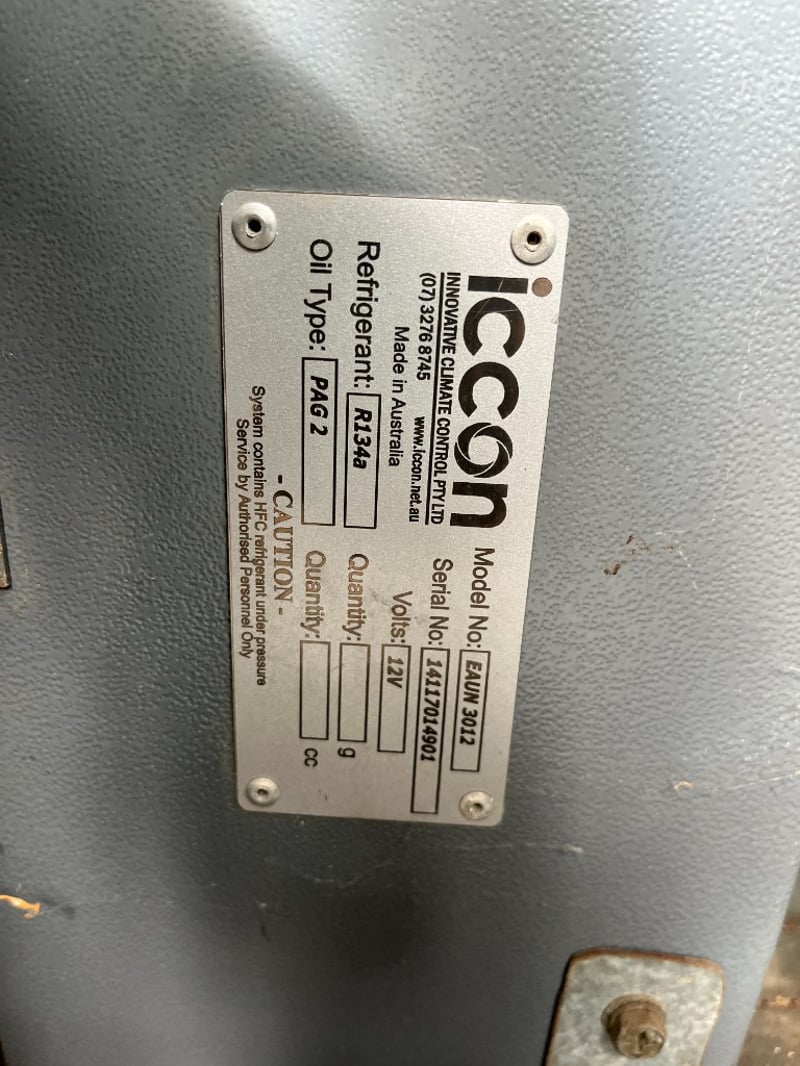 iccon
INNOVATIVE CLIMATE CONTROL PTY LTD
(07) 3276 8745 www.iccon.net.au
Made in Australia
Model No: EAUN 3012
Serial No: 14117014901
Volts: 12V
Refrigerant: R134a Quantity: g
Oil Type: PAG 2 Quantity: cc
- CAUTION -
System contains HFC refrigerant under pressure
Service by Authorised Personnel Only